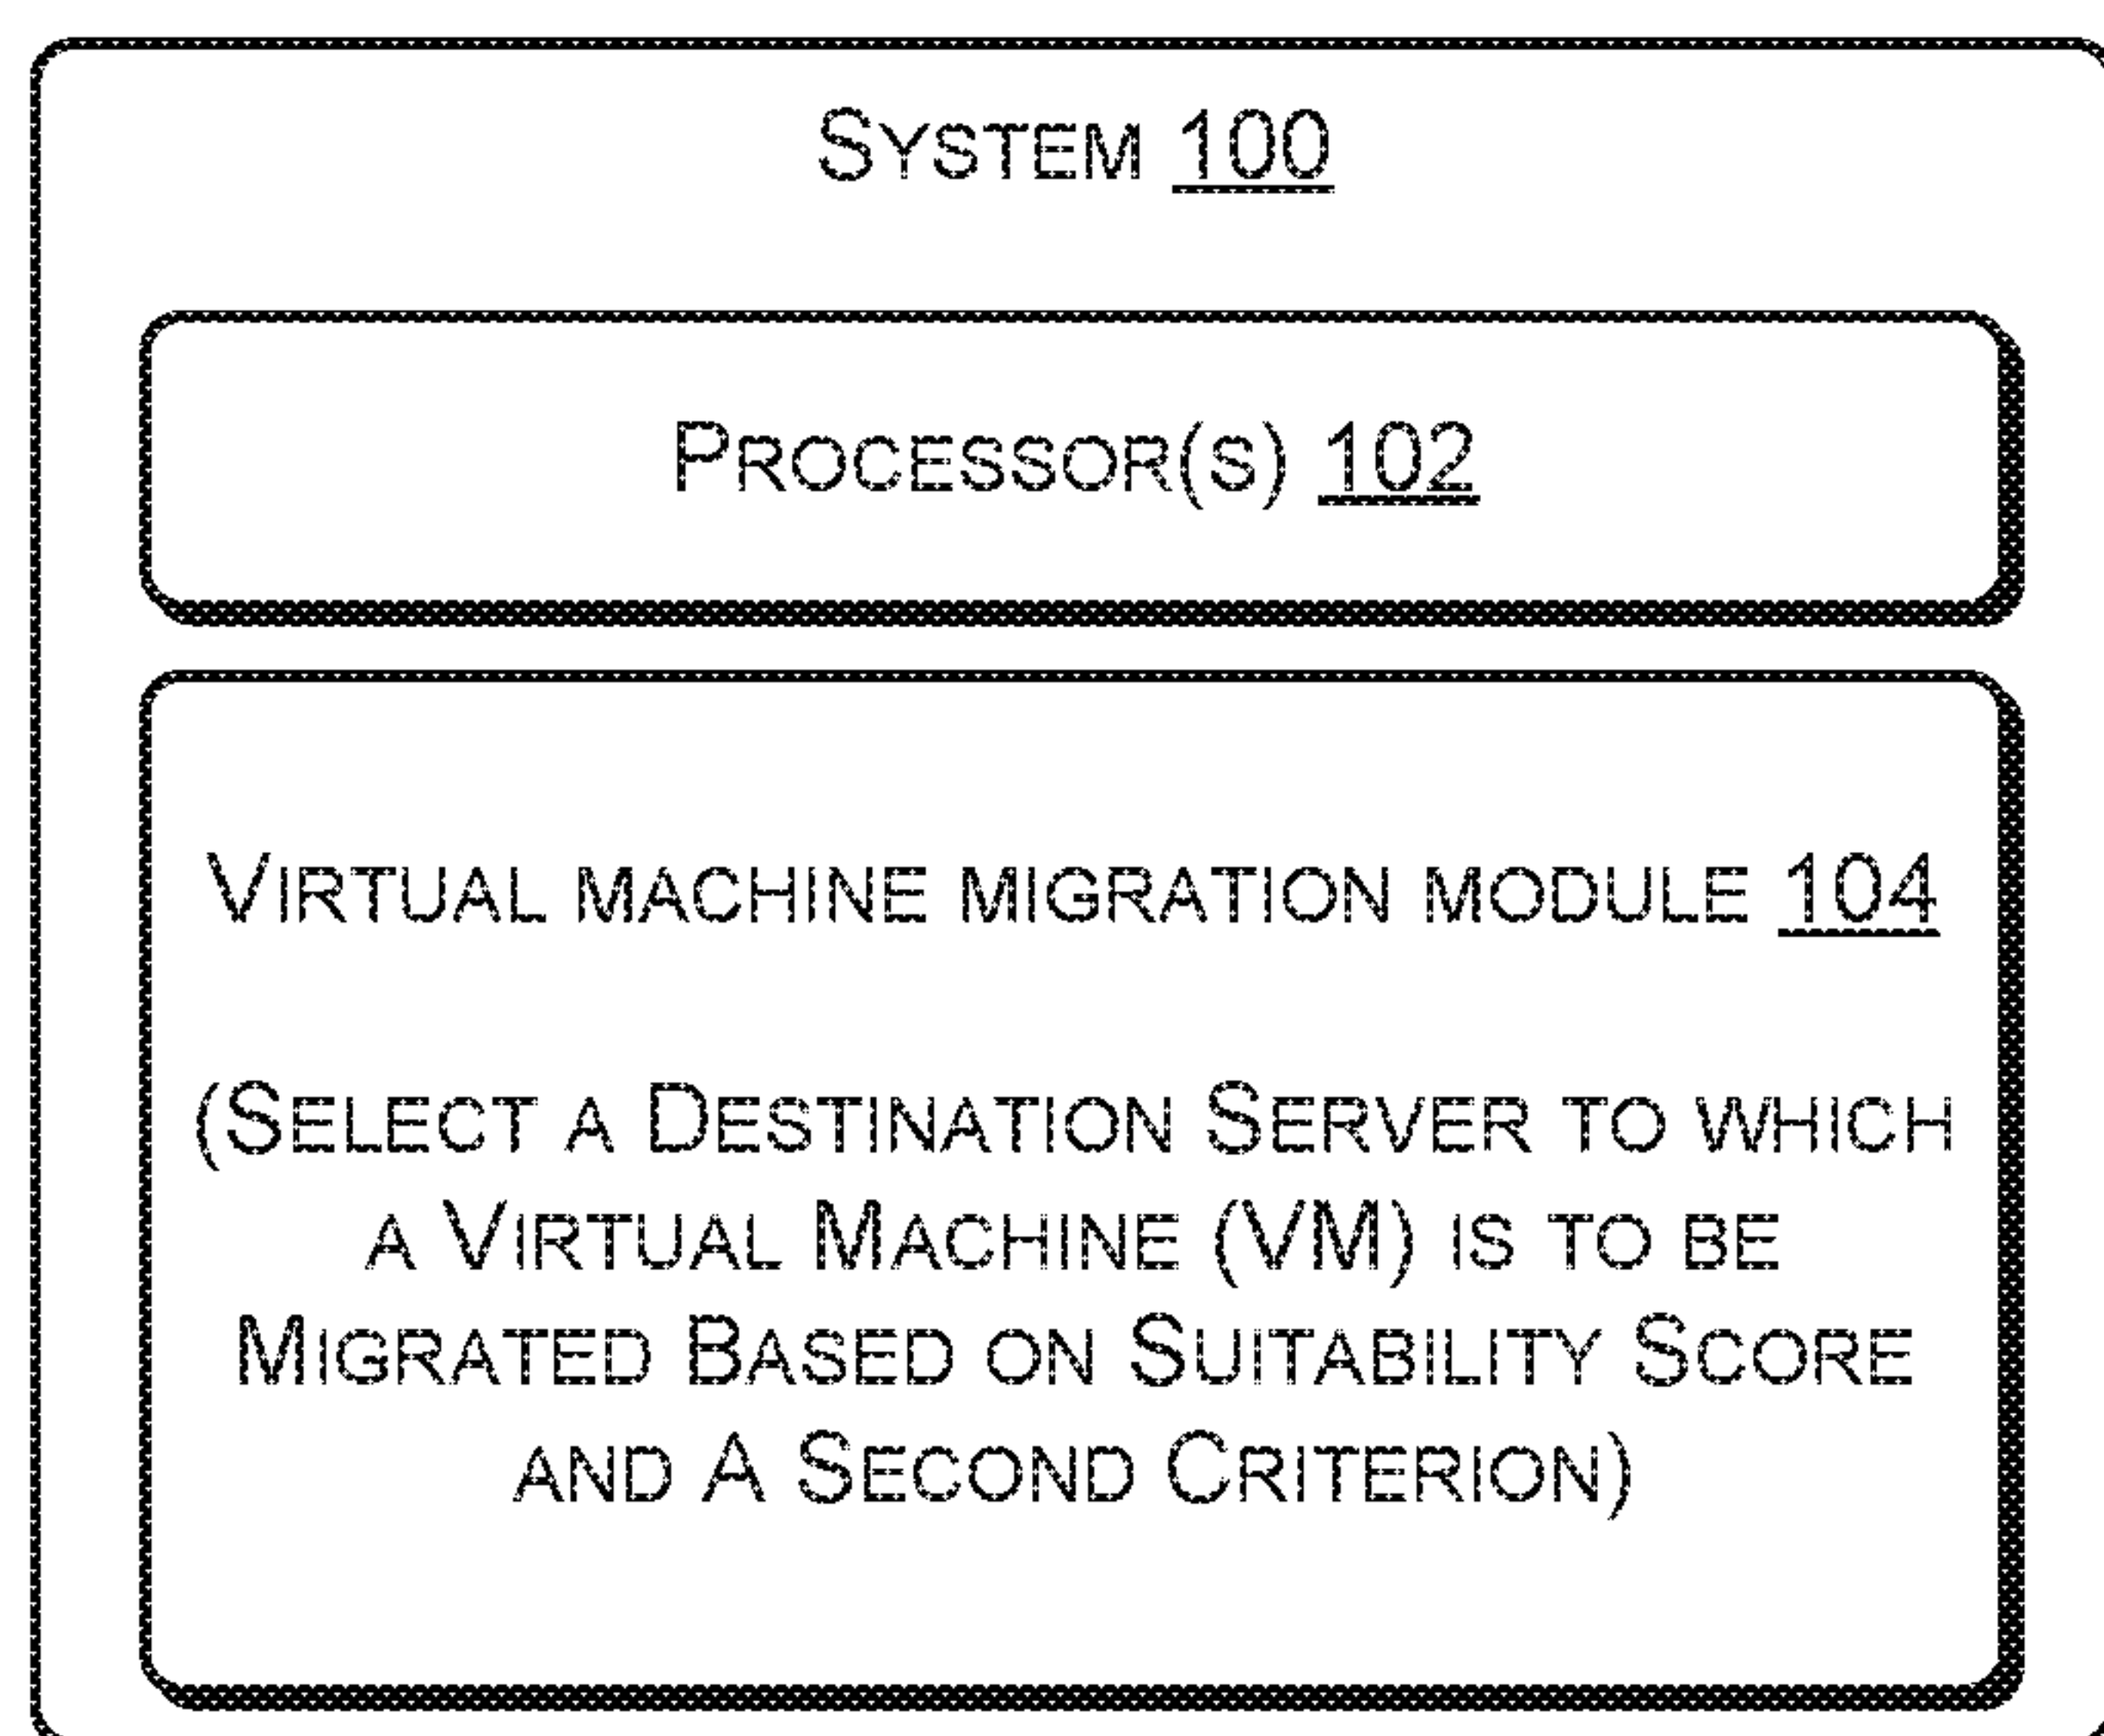 SYSTEM 100
PROCESSOR(S) 102
VIRTUAL MACHINE MIGRATION MODULE 104
(SELECT A DESTINATION SERVER TO WHICH
A VIRTUAL MACHINE (VM) IS TO BE
MIGRATED BASED ON SUITABILITY SCORE
AND A SECOND CRITERION)